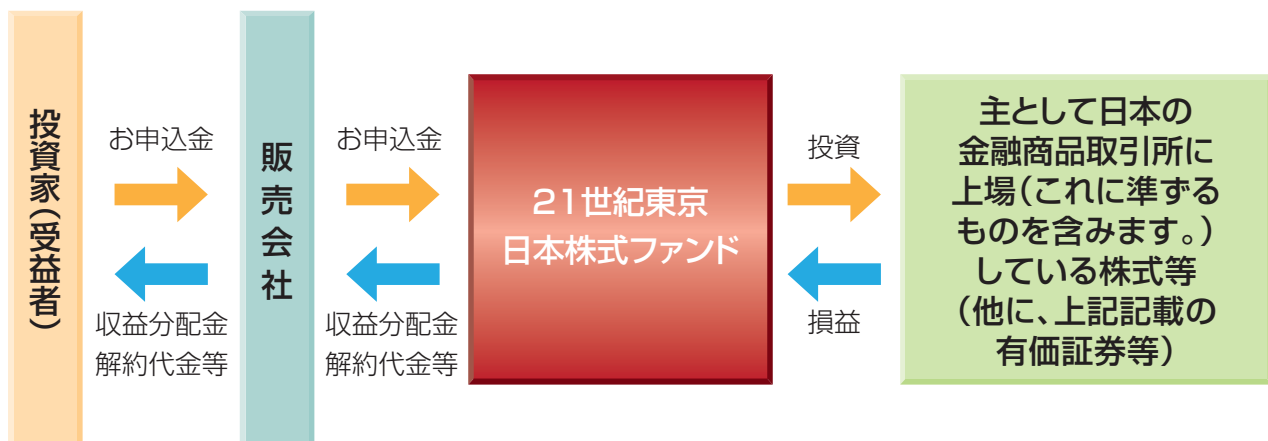 投資家(受益者)
お申込金
収益分配金
解約代金等
販売会社
お申込金
収益分配金
解約代金等
21世紀東京
日本株式ファンド
投資
損益
主として日本の
金融商品取引所に
上場(これに準ずる
ものを含みます。)
している株式等
(他に、上記記載の
有価証券等)